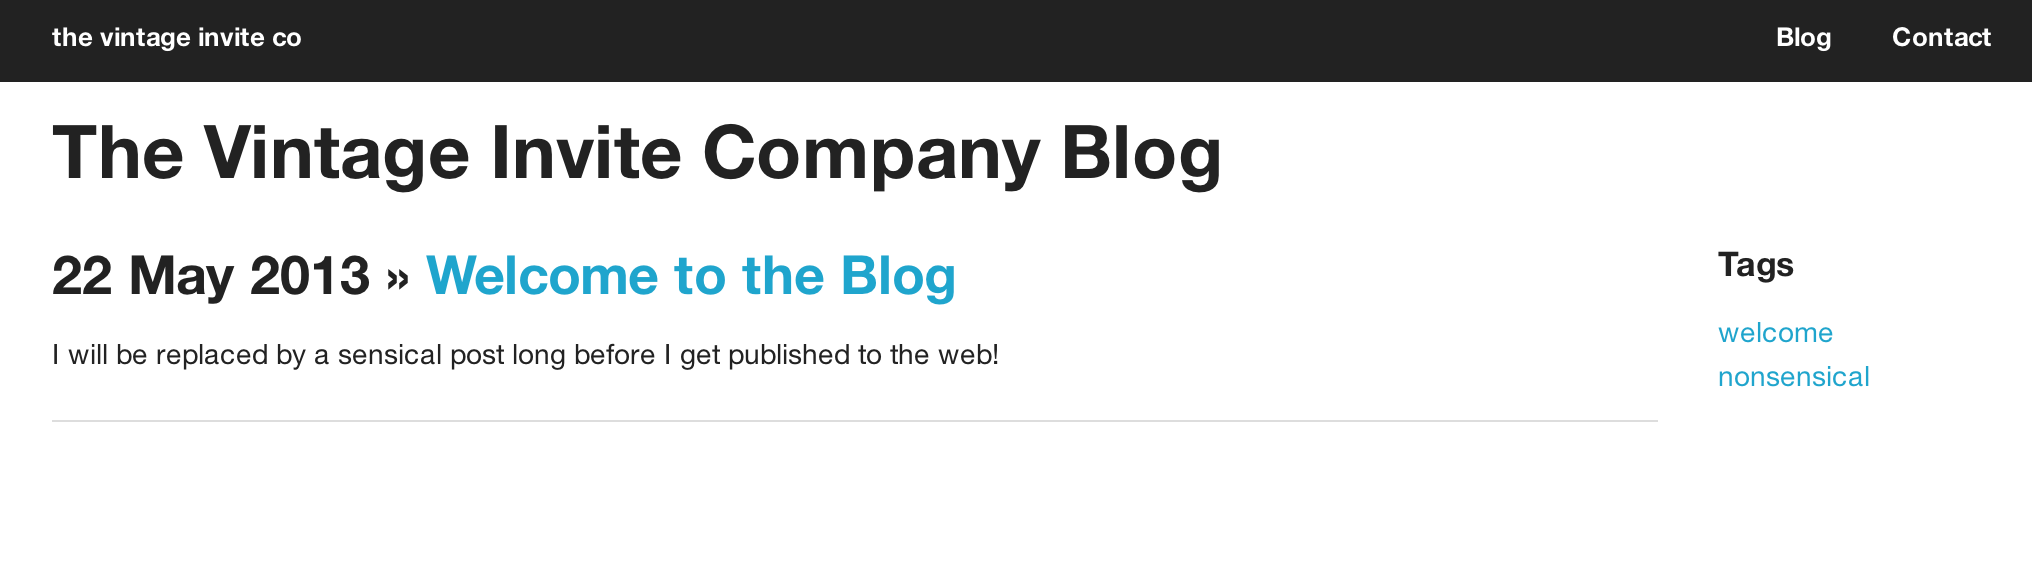 the vintage invite co
Blog
Contact
The Vintage Invite Company Blog
22 May 2013 » Welcome to the Blog
I will be replaced by a sensical post long before I get published to the web!
Tags
welcome
nonsensical